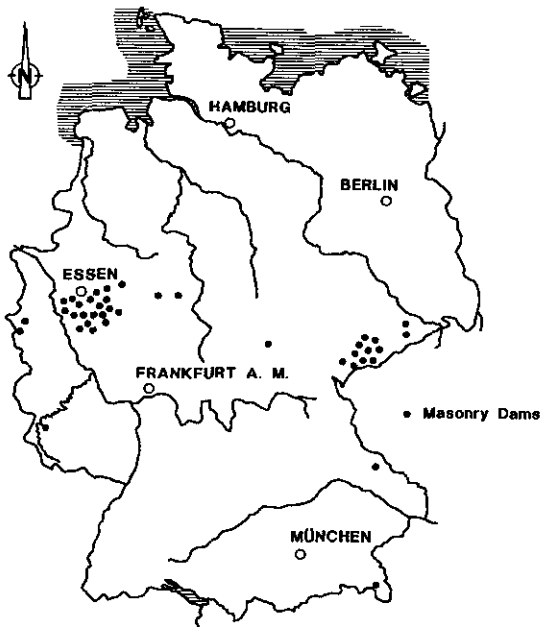 N
HAMBURG
BERLIN
ESSEN
FRANKFURT A. M.
Masonry Dams
MÜNCHEN